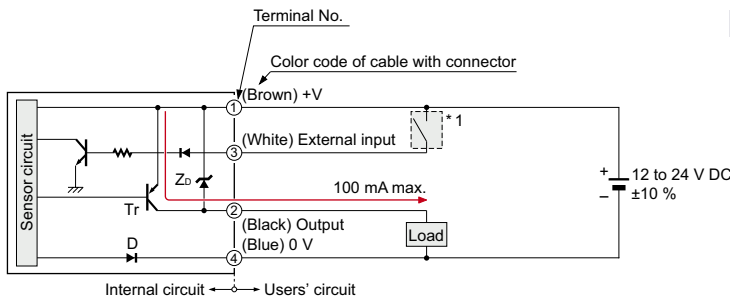 Terminal No.
Color code of cable with connector
(Brown) +V
1
* 1
(White) External input
3
Sensor circuit
ZD
100 mA max.
+
12 to 24 V DC
±10 %
–
Tr
2
(Black) Output
Load
(Blue) 0 V
D
4
Internal circuit
Users' circuit